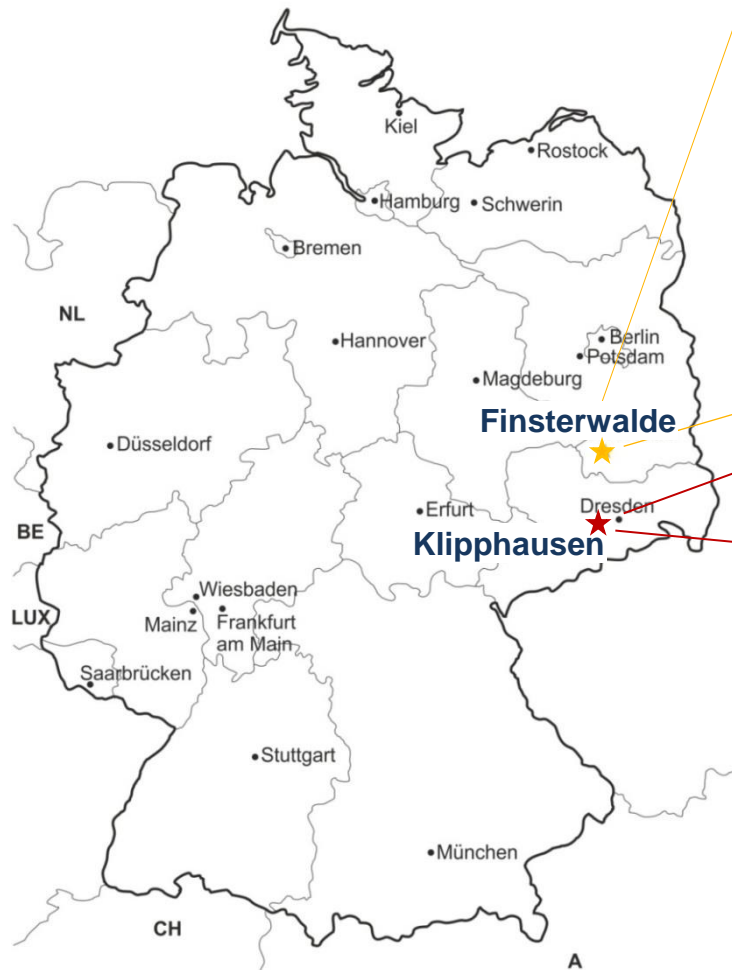 Kiel
Rostock
Hamburg
Schwerin
Bremen
NL
Hannover
Berlin
Potsdam
Magdeburg
Finsterwalde
Düsseldorf
Erfurt
Dresden
BE
Klipphausen
Wiesbaden
LUX
Mainz
Frankfurt
am Main
Saarbrücken
Stuttgart
München
CH
A